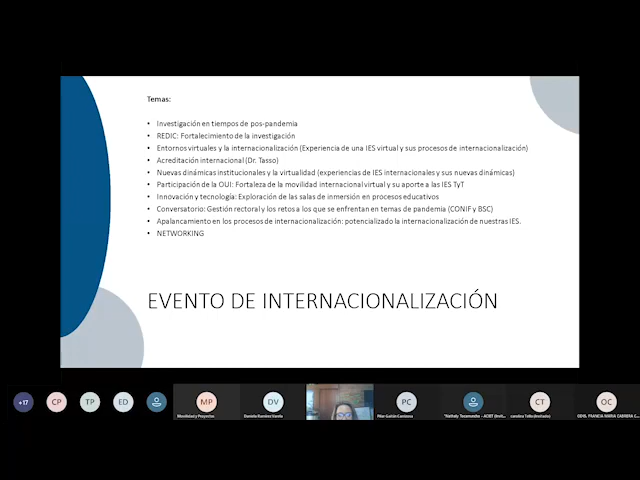 Temas:
• Investigación en tiempos de pos-pandemia
• REDIC: Fortalecimiento de la investigación
• Entornos virtuales y la internacionalización (Experiencia de una IES virtual y sus procesos de internacionalización)
• Acreditación internacional (Dr. Tasso)
• Nuevas dinámicas institucionales y la virtualidad (experiencias de IES internacionales y sus nuevas dinámicas)
• Participación de la OUI: Fortaleza de la movilidad internacional virtual y su aporte a las IES TyT
• Innovación y tecnología: Exploración de las salas de inmersión en procesos educativos
• Conversatorio: Gestión rectoral y los retos a los que se enfrentan en temas de pandemia (CONIF y BSC)
• Apalancamiento en los procesos de internacionalización: potencializado la internacionalización de nuestras IES.
• NETWORKING
EVENTO DE INTERNACIONALIZACIÓN
+17 CP TP ED MP DV PC CT OC
Movilidad y Proyectos Daniela Ramírez Varela Pilar Gaitán Cardozo